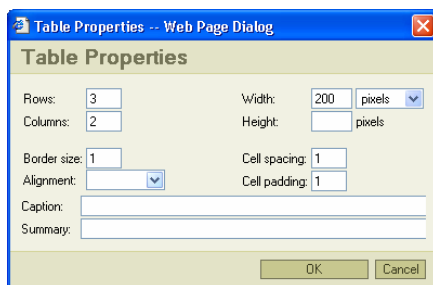 Table Properties -- Web Page Dialog
Table Properties
Rows: 3 Width: 200 pixels
Columns: 2 Height: pixels
Border size: 1 Cell spacing: 1
Alignment: Cell padding: 1
Caption:
Summary:
OK Cancel